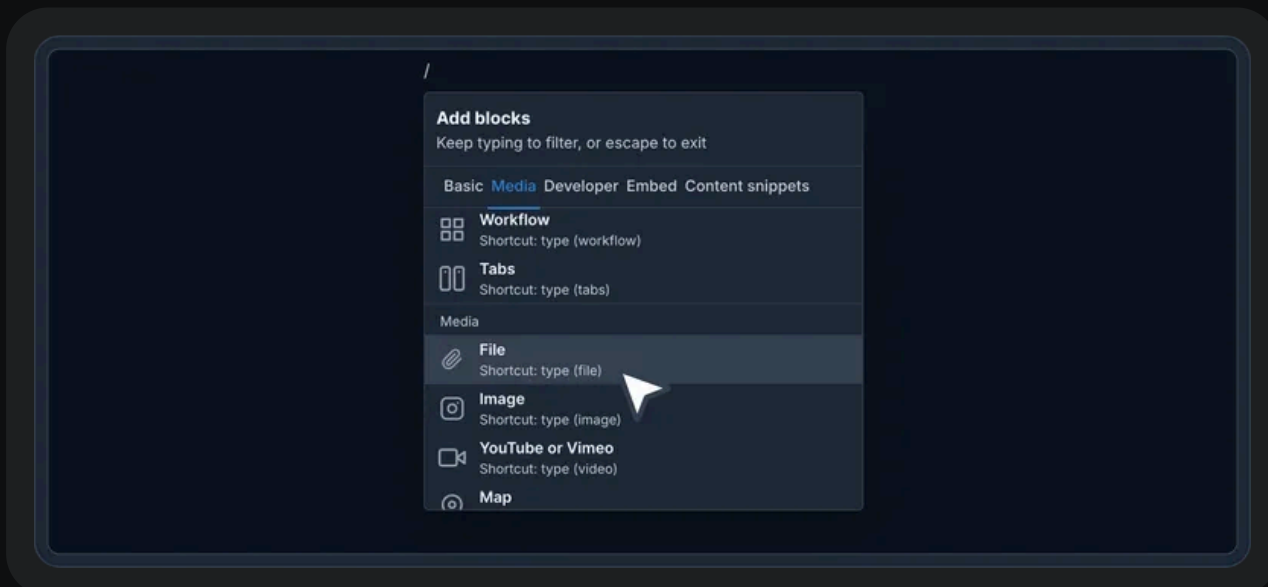 /
Add blocks
Keep typing to filter, or escape to exit
Basic Media Developer Embed Content snippets
Workflow
Shortcut: type (workflow)
Tabs
Shortcut: type (tabs)
Media
File
Shortcut: type (file)
Image
Shortcut: type (image)
YouTube or Vimeo
Shortcut: type (video)
Map